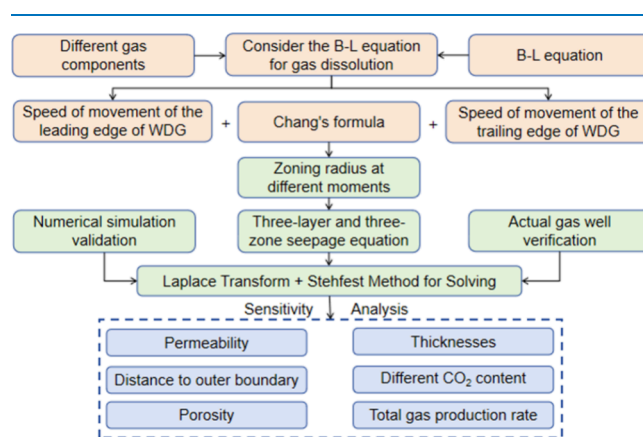 Different gas
components
Consider the B-L equation
for gas dissolution
B-L equation
Speed of movement of the
leading edge of WDG
+
Chang's formula
+
Speed of movement of the
trailing edge of WDG
Zoning radius at
different moments
Numerical simulation
validation
Three-layer and three-
zone seepage equation
Actual gas well
verification
Laplace Transform + Stehfest Method for Solving
Sensitivity Analysis
Permeability
Thicknesses
Distance to outer boundary
Different CO₂ content
Porosity
Total gas production rate